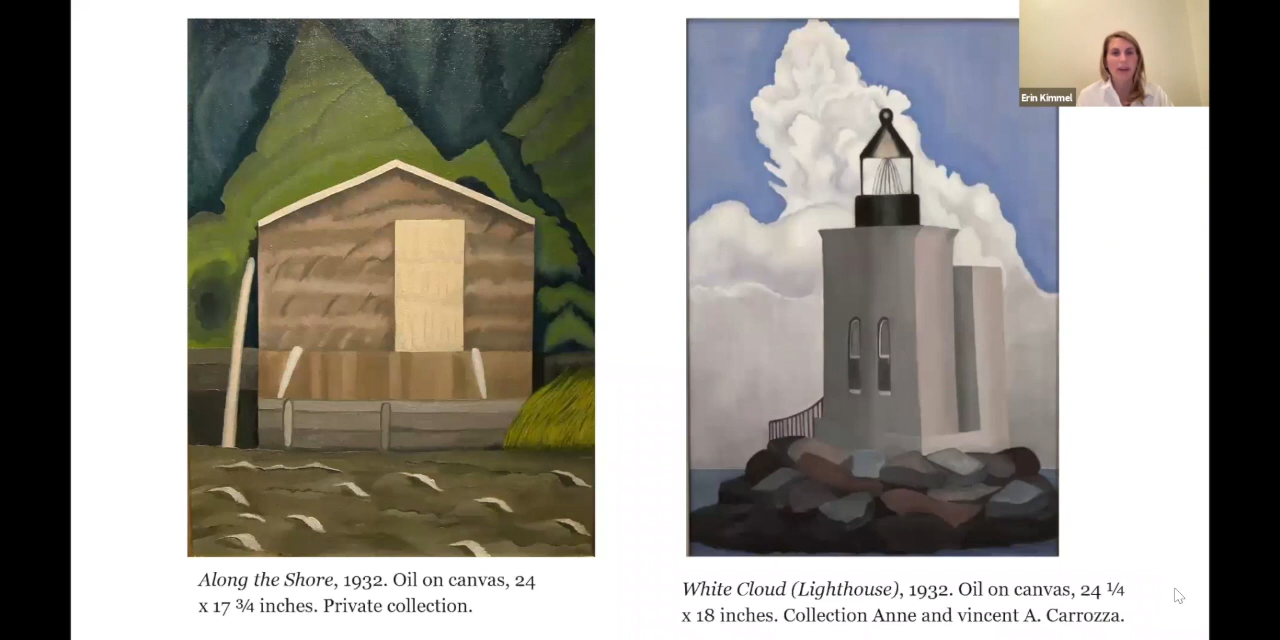 Erin Kimmel
Along the Shore, 1932. Oil on canvas, 24
x 17 ¾ inches. Private collection.
White Cloud (Lighthouse), 1932. Oil on canvas, 24 ¼
x 18 inches. Collection Anne and vincent A. Carrozza.